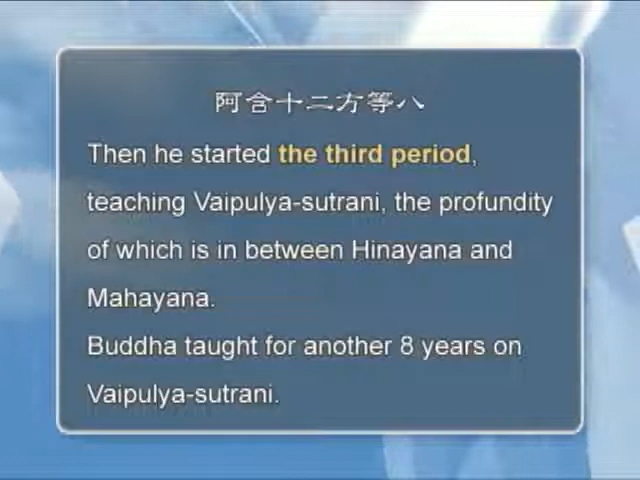 阿含十二方等八
Then he started the third period,
teaching Vaipulya-sutrani, the profundity
of which is in between Hinayana and
Mahayana.
Buddha taught for another 8 years on
Vaipulya-sutrani.